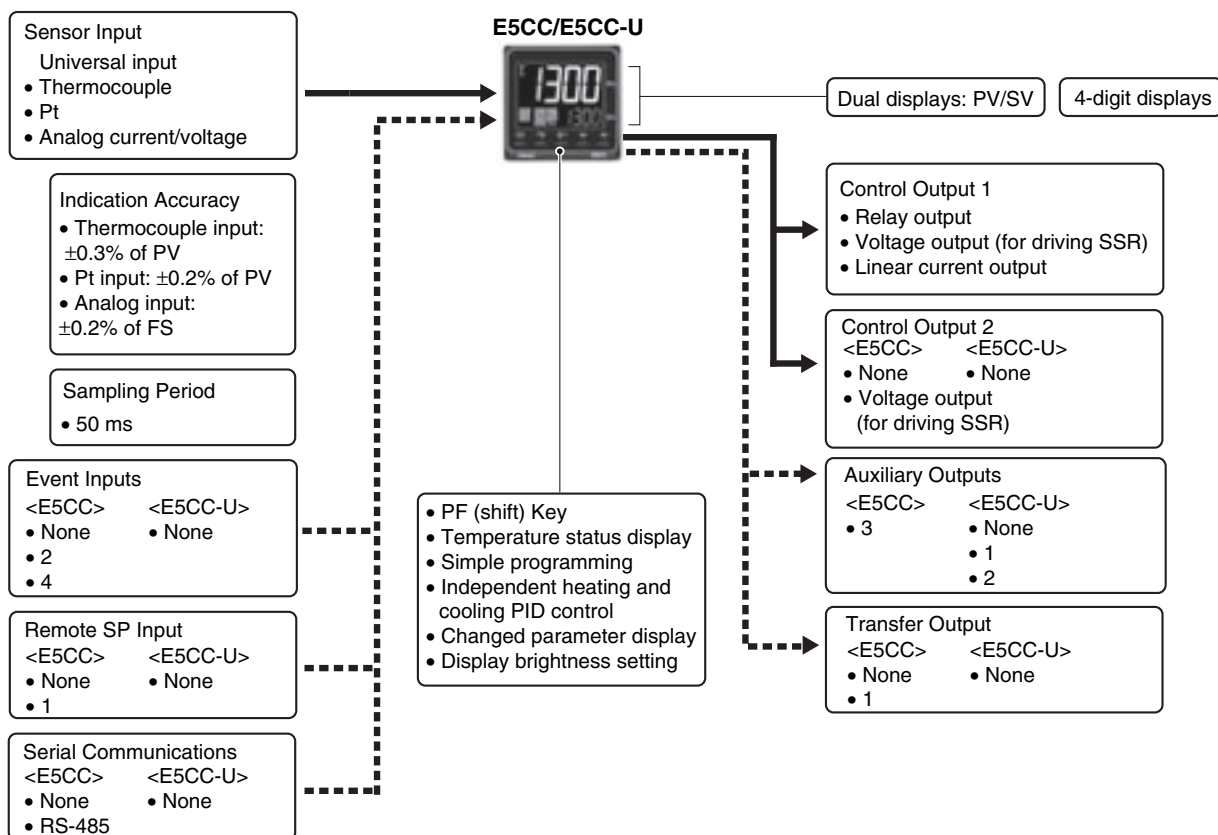 E5CC/E5CC-U
Sensor Input
Universal input
• Thermocouple
• Pt
• Analog current/voltage
Indication Accuracy
• Thermocouple input:
±0.3% of PV
• Pt input: ±0.2% of PV
• Analog input:
±0.2% of FS
Sampling Period
• 50 ms
Event Inputs
<E5CC> <E5CC-U>
• None • None
• 2
• 4
Remote SP Input
<E5CC> <E5CC-U>
• None • None
• 1
Serial Communications
<E5CC> <E5CC-U>
• None • None
• RS-485
1300
1300
• PF (shift) Key
• Temperature status display
• Simple programming
• Independent heating and
cooling PID control
• Changed parameter display
• Display brightness setting
Dual displays: PV/SV
4-digit displays
Control Output 1
• Relay output
• Voltage output (for driving SSR)
• Linear current output
Control Output 2
<E5CC> <E5CC-U>
• None • None
• Voltage output
(for driving SSR)
Auxiliary Outputs
<E5CC> <E5CC-U>
• 3 • None
• 1
• 2
Transfer Output
<E5CC> <E5CC-U>
• None • None
• 1